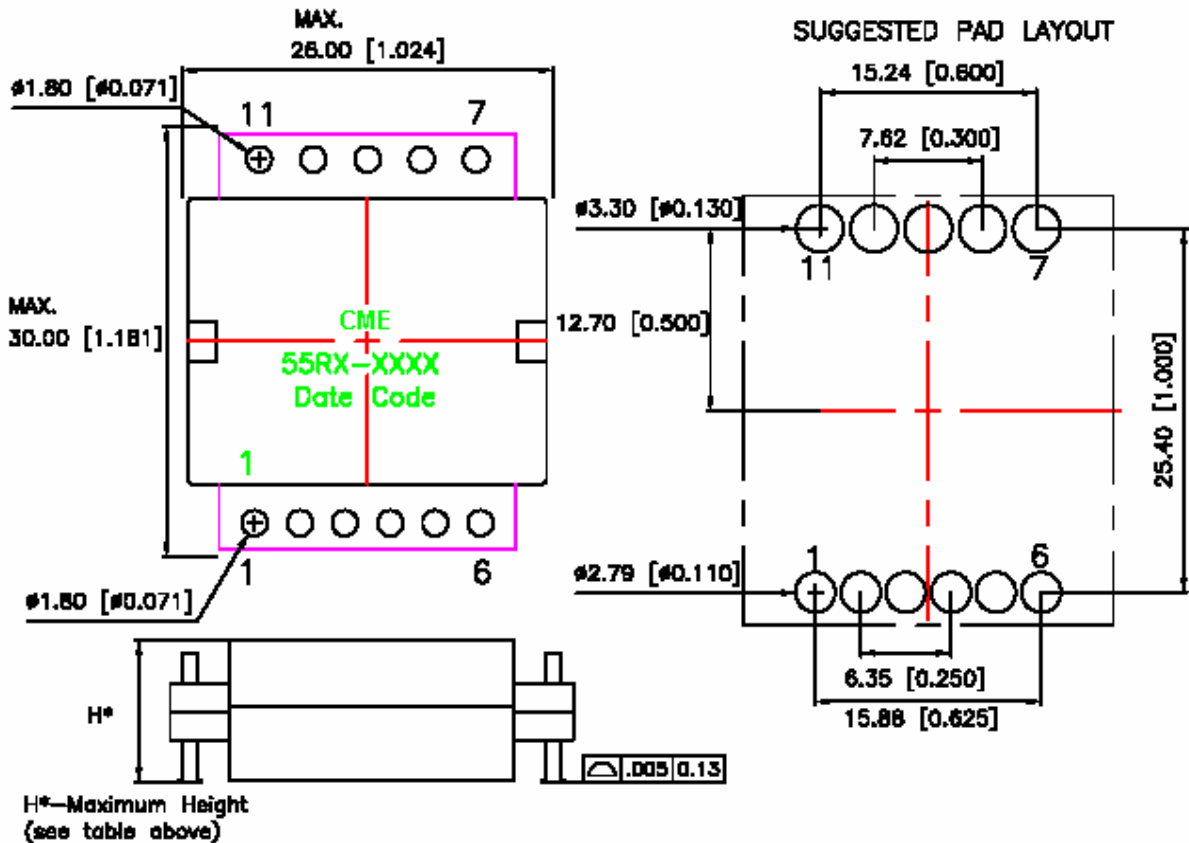 MAX.
26.00 [1.024]
ø1.80 [ø0.071]
11
7
MAX.
30.00 [1.181]
CME
55RX-XXXX
Date Code
1
1
6
ø1.80 [ø0.071]
H*
.005 0.13
H*-Maximum Height
(see table above)
SUGGESTED PAD LAYOUT
15.24 [0.600]
7.62 [0.300]
ø3.30 [ø0.130]
11
7
12.70 [0.500]
25.40 [1.000]
1
6
ø2.79 [ø0.110]
6.35 [0.250]
15.88 [0.625]